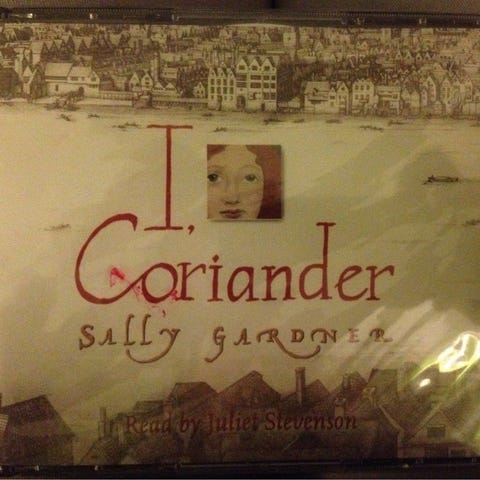 I,
Coriander
SALLY GARDNER
Read by Juliet Stevenson